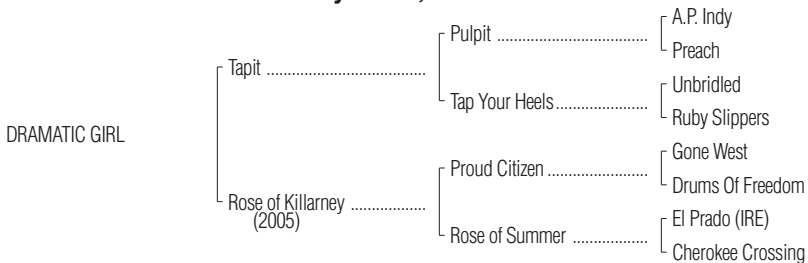 A.P. Indy
Pulpit ....................................
Preach
Tapit ......................................
Unbridled
Tap Your Heels......................
Ruby Slippers
DRAMATIC GIRL
Gone West
Proud Citizen ........................
Drums Of Freedom
Rose of Killarney ..................
(2005)
El Prado (IRE)
Rose of Summer ..................
Cherokee Crossing